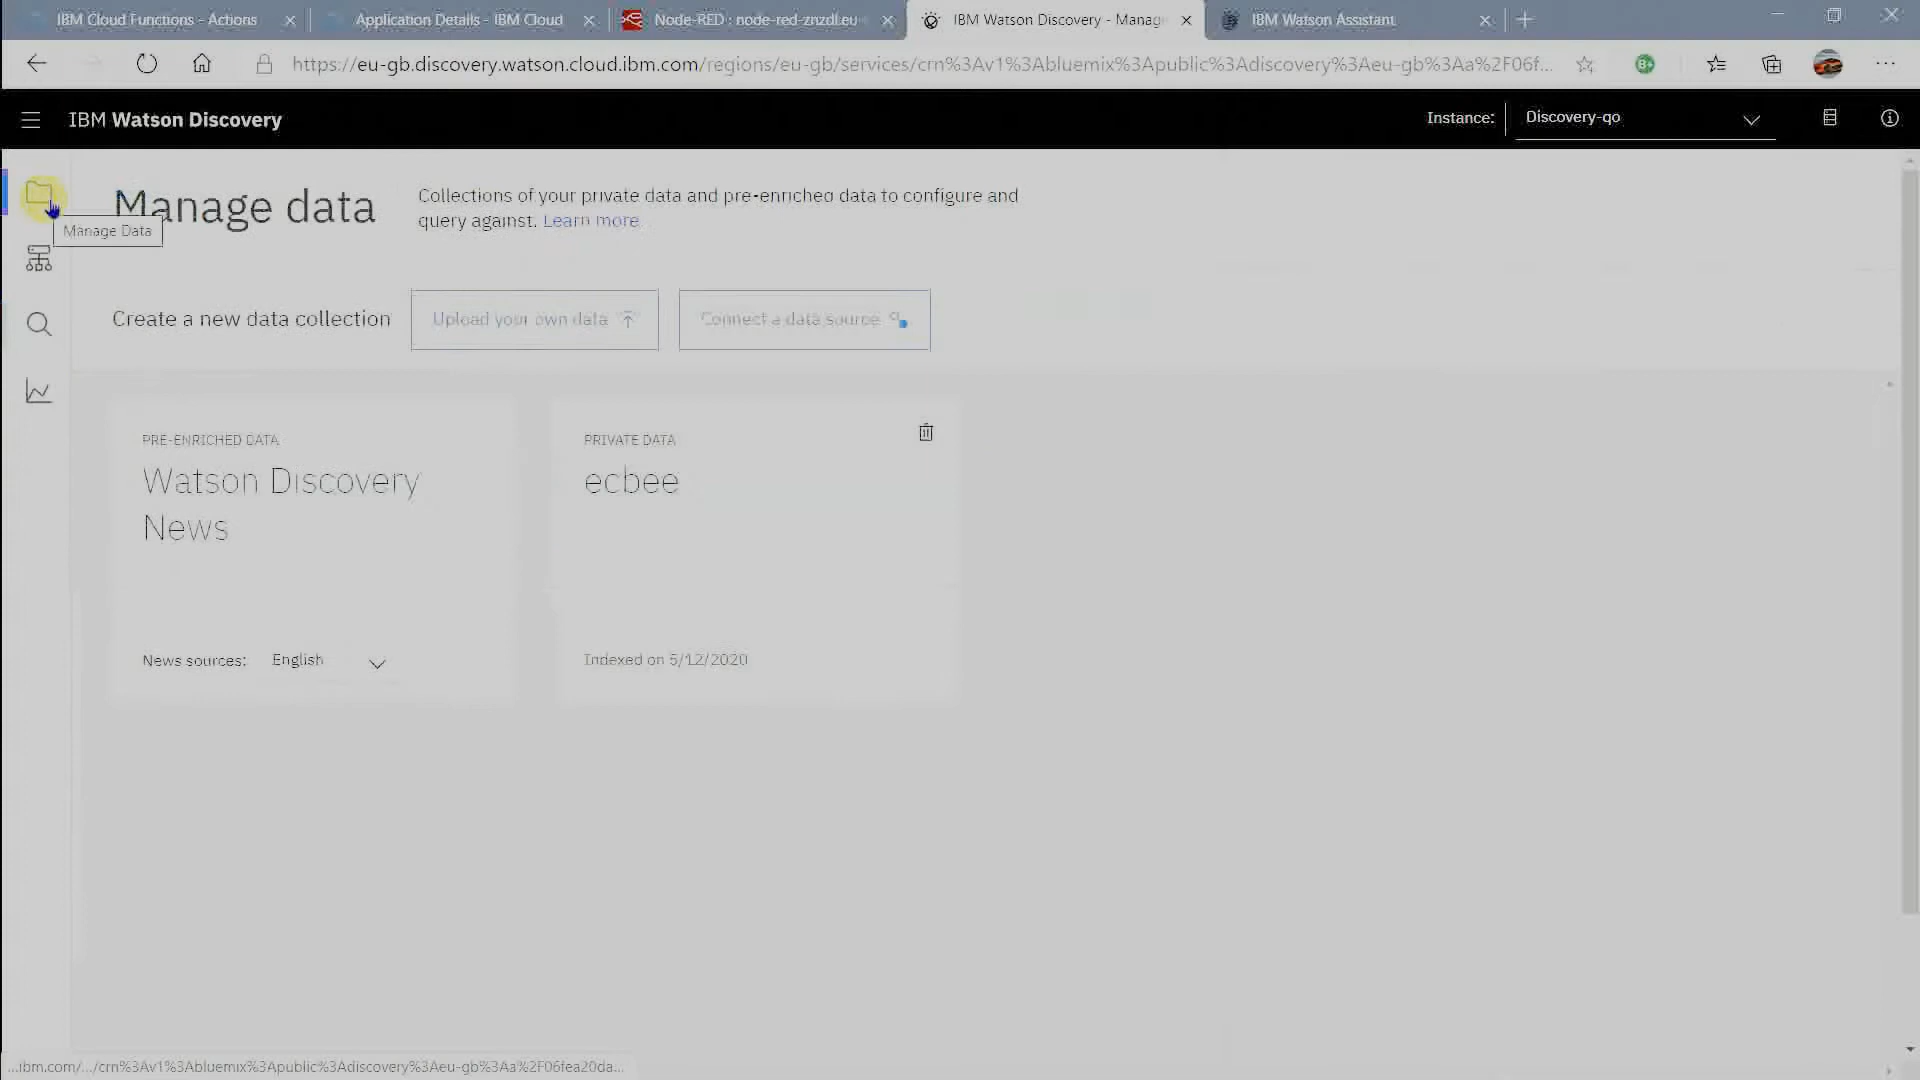 IBM Cloud Functions - Actions
Application Details - IBM Cloud
Node-RED : node-red-znzdl.eu
IBM Watson Discovery - Manag
IBM Watson Assistant
https://eu-gb.discovery.watson.cloud.ibm.com/regions/eu-gb/services/crn%3Av1%3Abluemix%3Apublic%3Adiscovery%3Aeu-gb%3Aa%2F06f...
B+
IBM Watson Discovery
Instance:
Discovery-qo
Manage data
Collections of your private data and pre-enriched data to configure and
query against. Learn more.
Manage Data
Create a new data collection
Upload your own data
Connect a data source
PRE-ENRICHED DATA
Watson Discovery
News
News sources: English
PRIVATE DATA
ecbee
Indexed on 5/12/2020
...ibm.com/.../crn%3Av1%3Abluemix%3Apublic%3Adiscovery%3Aeu-gb%3Aa%2F06fea20da...